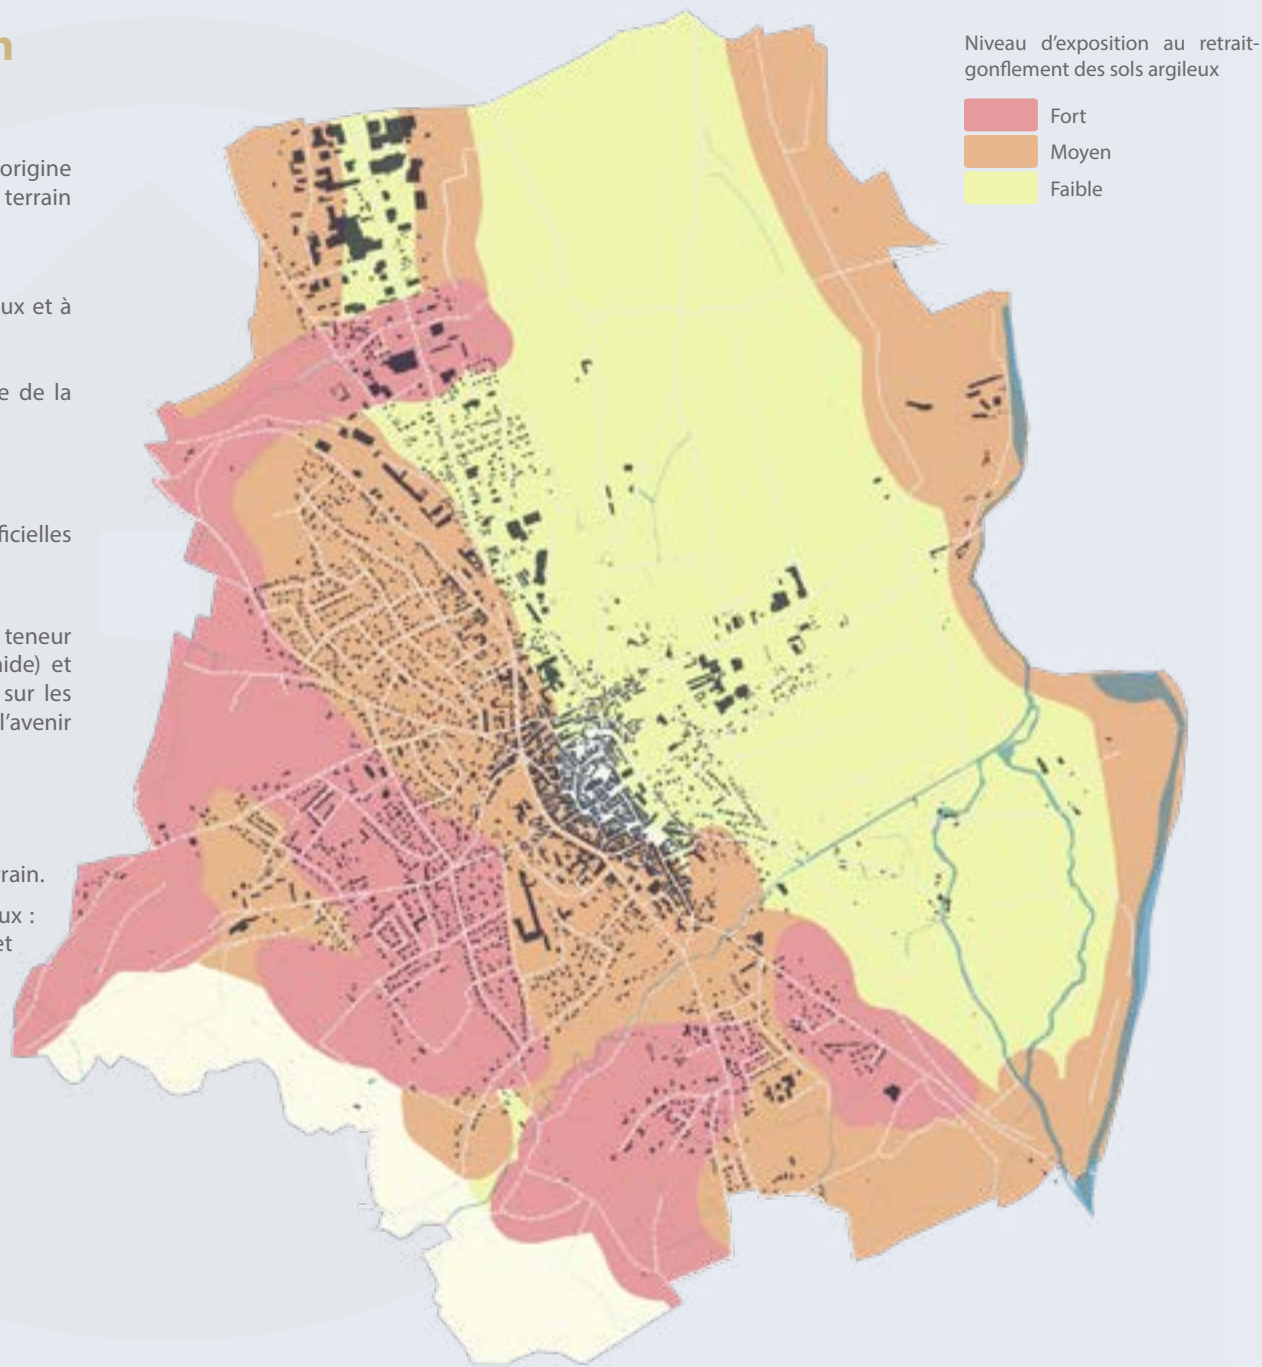 n
origine
terrain
ux et à
e de la
ficielles
teneur
nide) et
sur les
l'avenir
rain.
ux :
et
Niveau d'exposition au retrait-
gonflement des sols argileux
Fort
Moyen
Faible